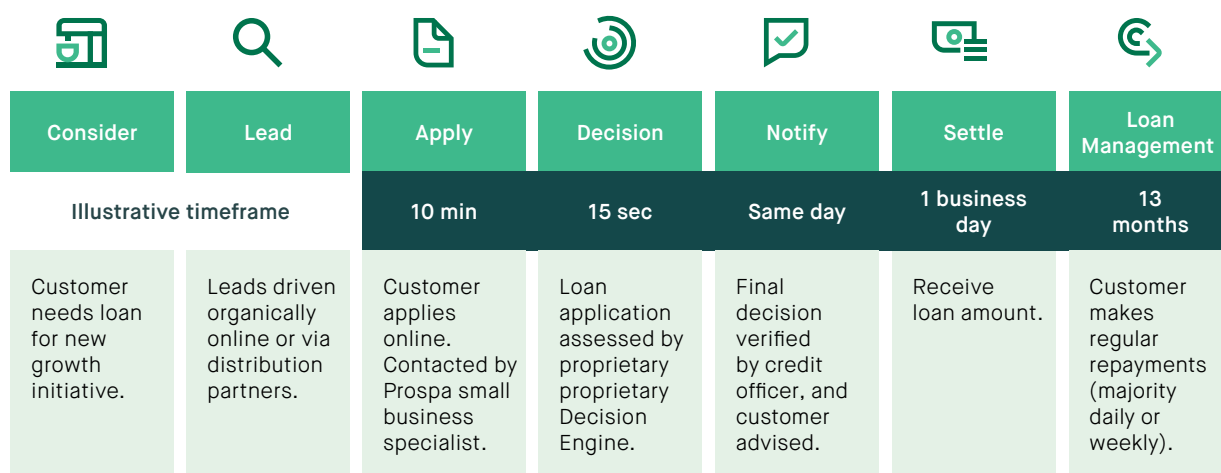 Consider
Lead
Apply
Decision
Notify
Settle
Loan
Management
Illustrative timeframe
10 min
15 sec
Same day
1 business
day
13
months
Customer
needs loan
for new
growth
initiative.
Leads driven
organically
online or via
distribution
partners.
Customer
applies
online.
Contacted by
Prospa small
business
specialist.
Loan
application
assessed by
proprietary
proprietary
Decision
Engine.
Final
decision
verified
by credit
officer, and
customer
advised.
Receive
loan amount.
Customer
makes
regular
repayments
(majority
daily or
weekly).